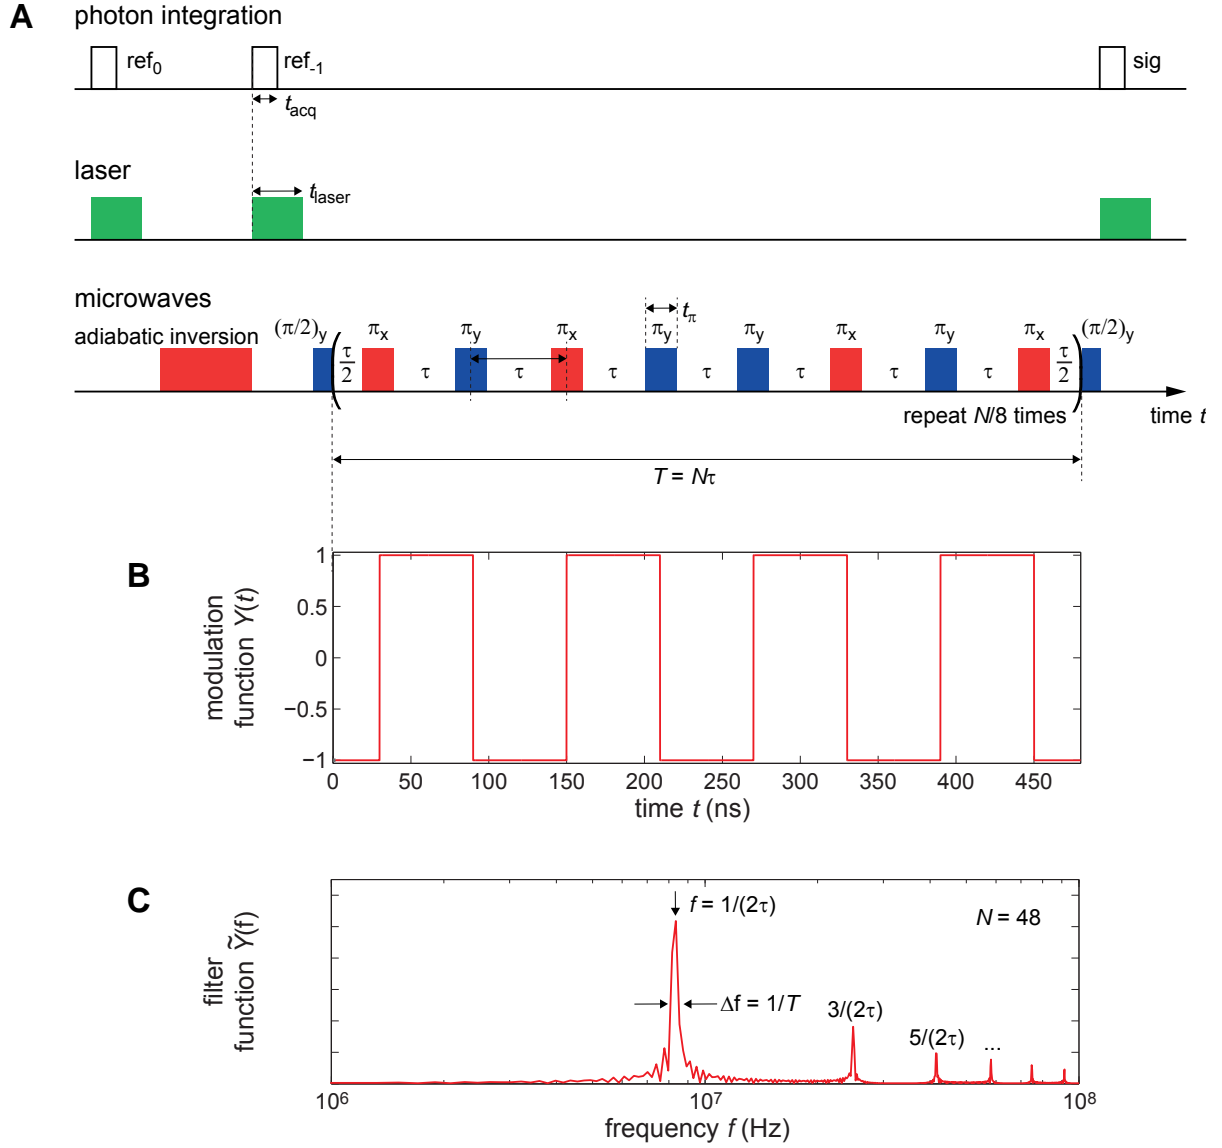 A
photon integration
ref0 ref-1 sig
tacq
laser
tlaser
microwaves
adiabatic inversion (π/2)y πx πy πx πy πy πx πy πx (π/2)y
tπ
τ/2 τ τ τ τ τ τ τ τ/2
repeat N/8 times time t
T = Nτ
B
modulation
function Y(t)
1
0.5
0
−0.5
−1
0 50 100 150 200 250 300 350 400 450
time t (ns)
C
filter
function Ỹ(f)
f = 1/(2τ) N = 48
Δf = 1/T 3/(2τ)
5/(2τ) ...
10^6 10^7 10^8
frequency f (Hz)